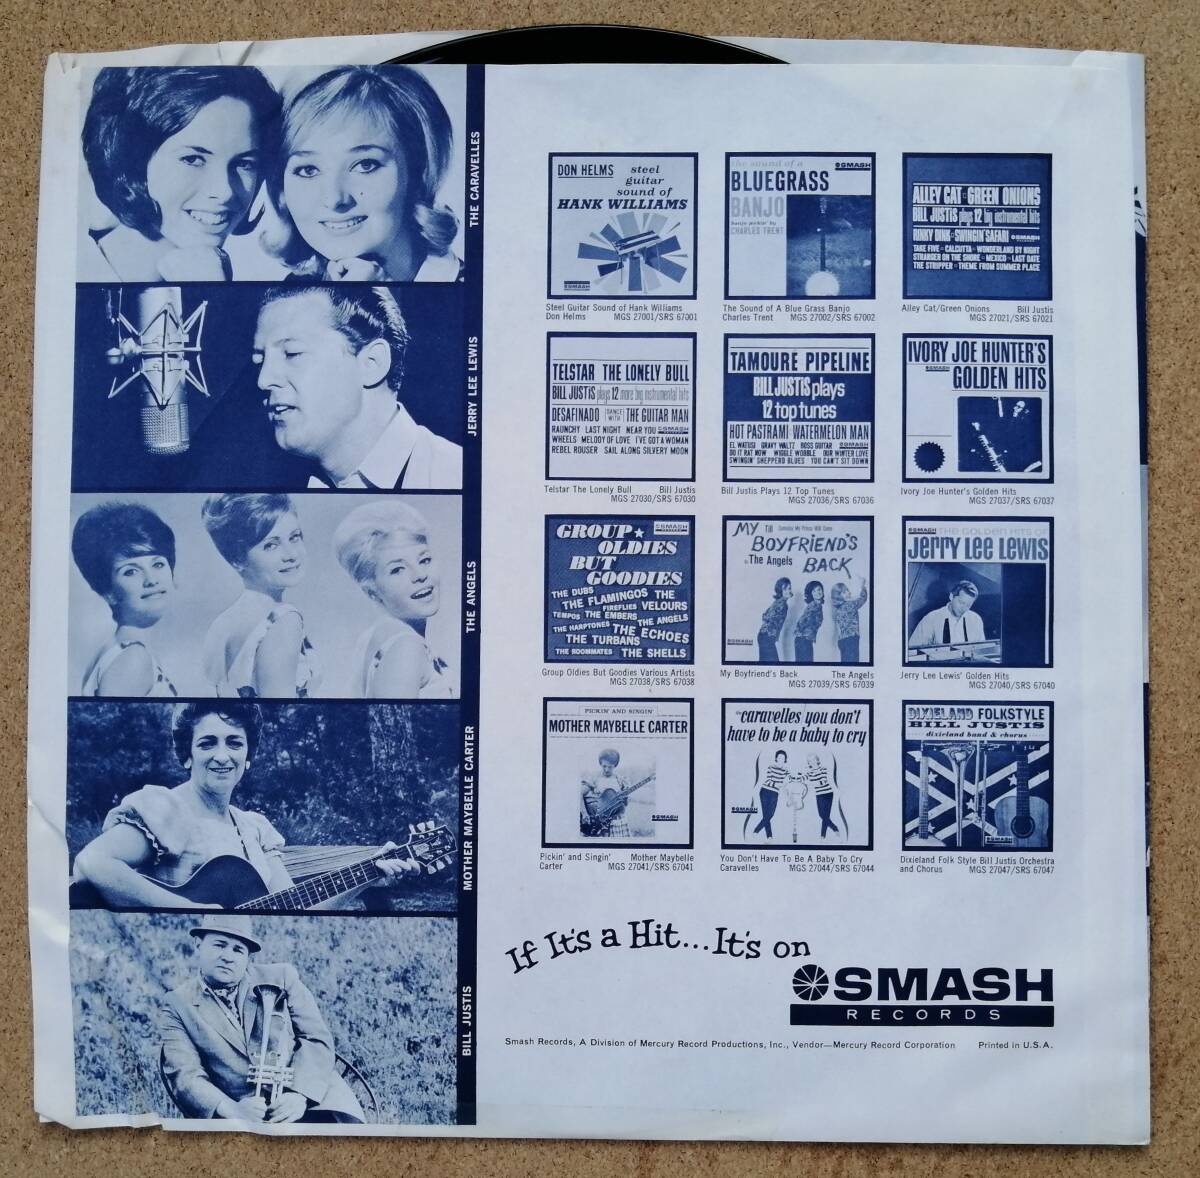 THE CARAVELLES
JERRY LEE LEWIS
THE ANGELS
MOTHER MAYBELLE CARTER
BILL JUSTIS
DON HELMS steel
guitar
sound of
HANK WILLIAMS
SMASH
Steel Guitar Sound of Hank Williams
Don Helms MGS 27001/SRS 67001
the sound of a SMASH
BLUEGRASS
BANJO
banjo pickin' by
CHARLES TRENT
The Sound of A Blue Grass Banjo
Charles Trent MGS 27002/SRS 67002
ALLEY CAT GREEN ONIONS
BILL JUSTIS plays 12 big instrumental hits
RINKY DINK SWINGIN' SAFARI SMASH
TAKE FIVE CALCUTTA WONDERLAND BY NIGHT
STRANGER ON THE SHORE MEXICO LAST DATE
THE STRIPPER THEME FROM SUMMER PLACE
Alley Cat/Green Onions Bill Justis
MGS 27021/SRS 67021
TELSTAR THE LONELY BULL
BILL JUSTIS plays 12 more big instrumental hits
DESAFINADO DANCE WITH THE GUITAR MAN
RAUNCHY LAST NIGHT NEAR YOU SMASH
WHEELS MELODY OF LOVE I'VE GOT A WOMAN
REBEL ROUSER SAIL ALONG SILVERY MOON
Telstar The Lonely Bull Bill Justis
MGS 27030/SRS 67030
TAMOURE PIPELINE
BILL JUSTIS plays
12 top tunes
HOT PASTRAMI WATERMELON MAN
EL WATUSI GRAVY WALTZ BOSS GUITAR SMASH
DO IT RAT NOW WIGGLE WOBBLE OUR WINTER LOVE
SWINGIN' SHEPPERD BLUES YOU CAN'T SIT DOWN
Bill Justis Plays 12 Top Tunes
MGS 27036/SRS 67036
IVORY JOE HUNTER'S
SMASH GOLDEN HITS
Ivory Joe Hunter's Golden Hits
MGS 27037/SRS 67037
GROUP SMASH
OLDIES
BUT
GOODIES
THE DUBS
THE FLAMINGOS THE
FIREFLIES VELOURS
TEMPOS THE EMBERS
THE ANGELS
THE HARPTONES THE ECHOES
THE TURBANS
THE ROOMMATES THE SHELLS
Group Oldies But Goodies Various Artists
MGS 27038/SRS 67038
MY Till
BOYFRIEND'S
The Angels BACK
SMASH
My Boyfriend's Back The Angels
MGS 27039/SRS 67039
SMASH THE GOLDEN HITS OF
JERRY LEE LEWIS
Jerry Lee Lewis' Golden Hits
MGS 27040/SRS 67040
PICKIN' AND SINGIN'
MOTHER MAYBELLE CARTER
SMASH
Pickin' and Singin' Mother Maybelle
Carter MGS 27041/SRS 67041
the caravelles you don't
have to be a baby to cry
SMASH
You Don't Have To Be A Baby To Cry
Caravelles MGS 27044/SRS 67044
DIXIELAND FOLKSTYLE
BILL JUSTIS
dixieland band & chorus
SMASH
Dixieland Folk Style Bill Justis Orchestra
and Chorus MGS 27047/SRS 67047
If It's a Hit...It's on
SMASH
RECORDS
Smash Records, A Division of Mercury Record Productions, Inc., Vendor—Mercury Record Corporation Printed in U.S.A.